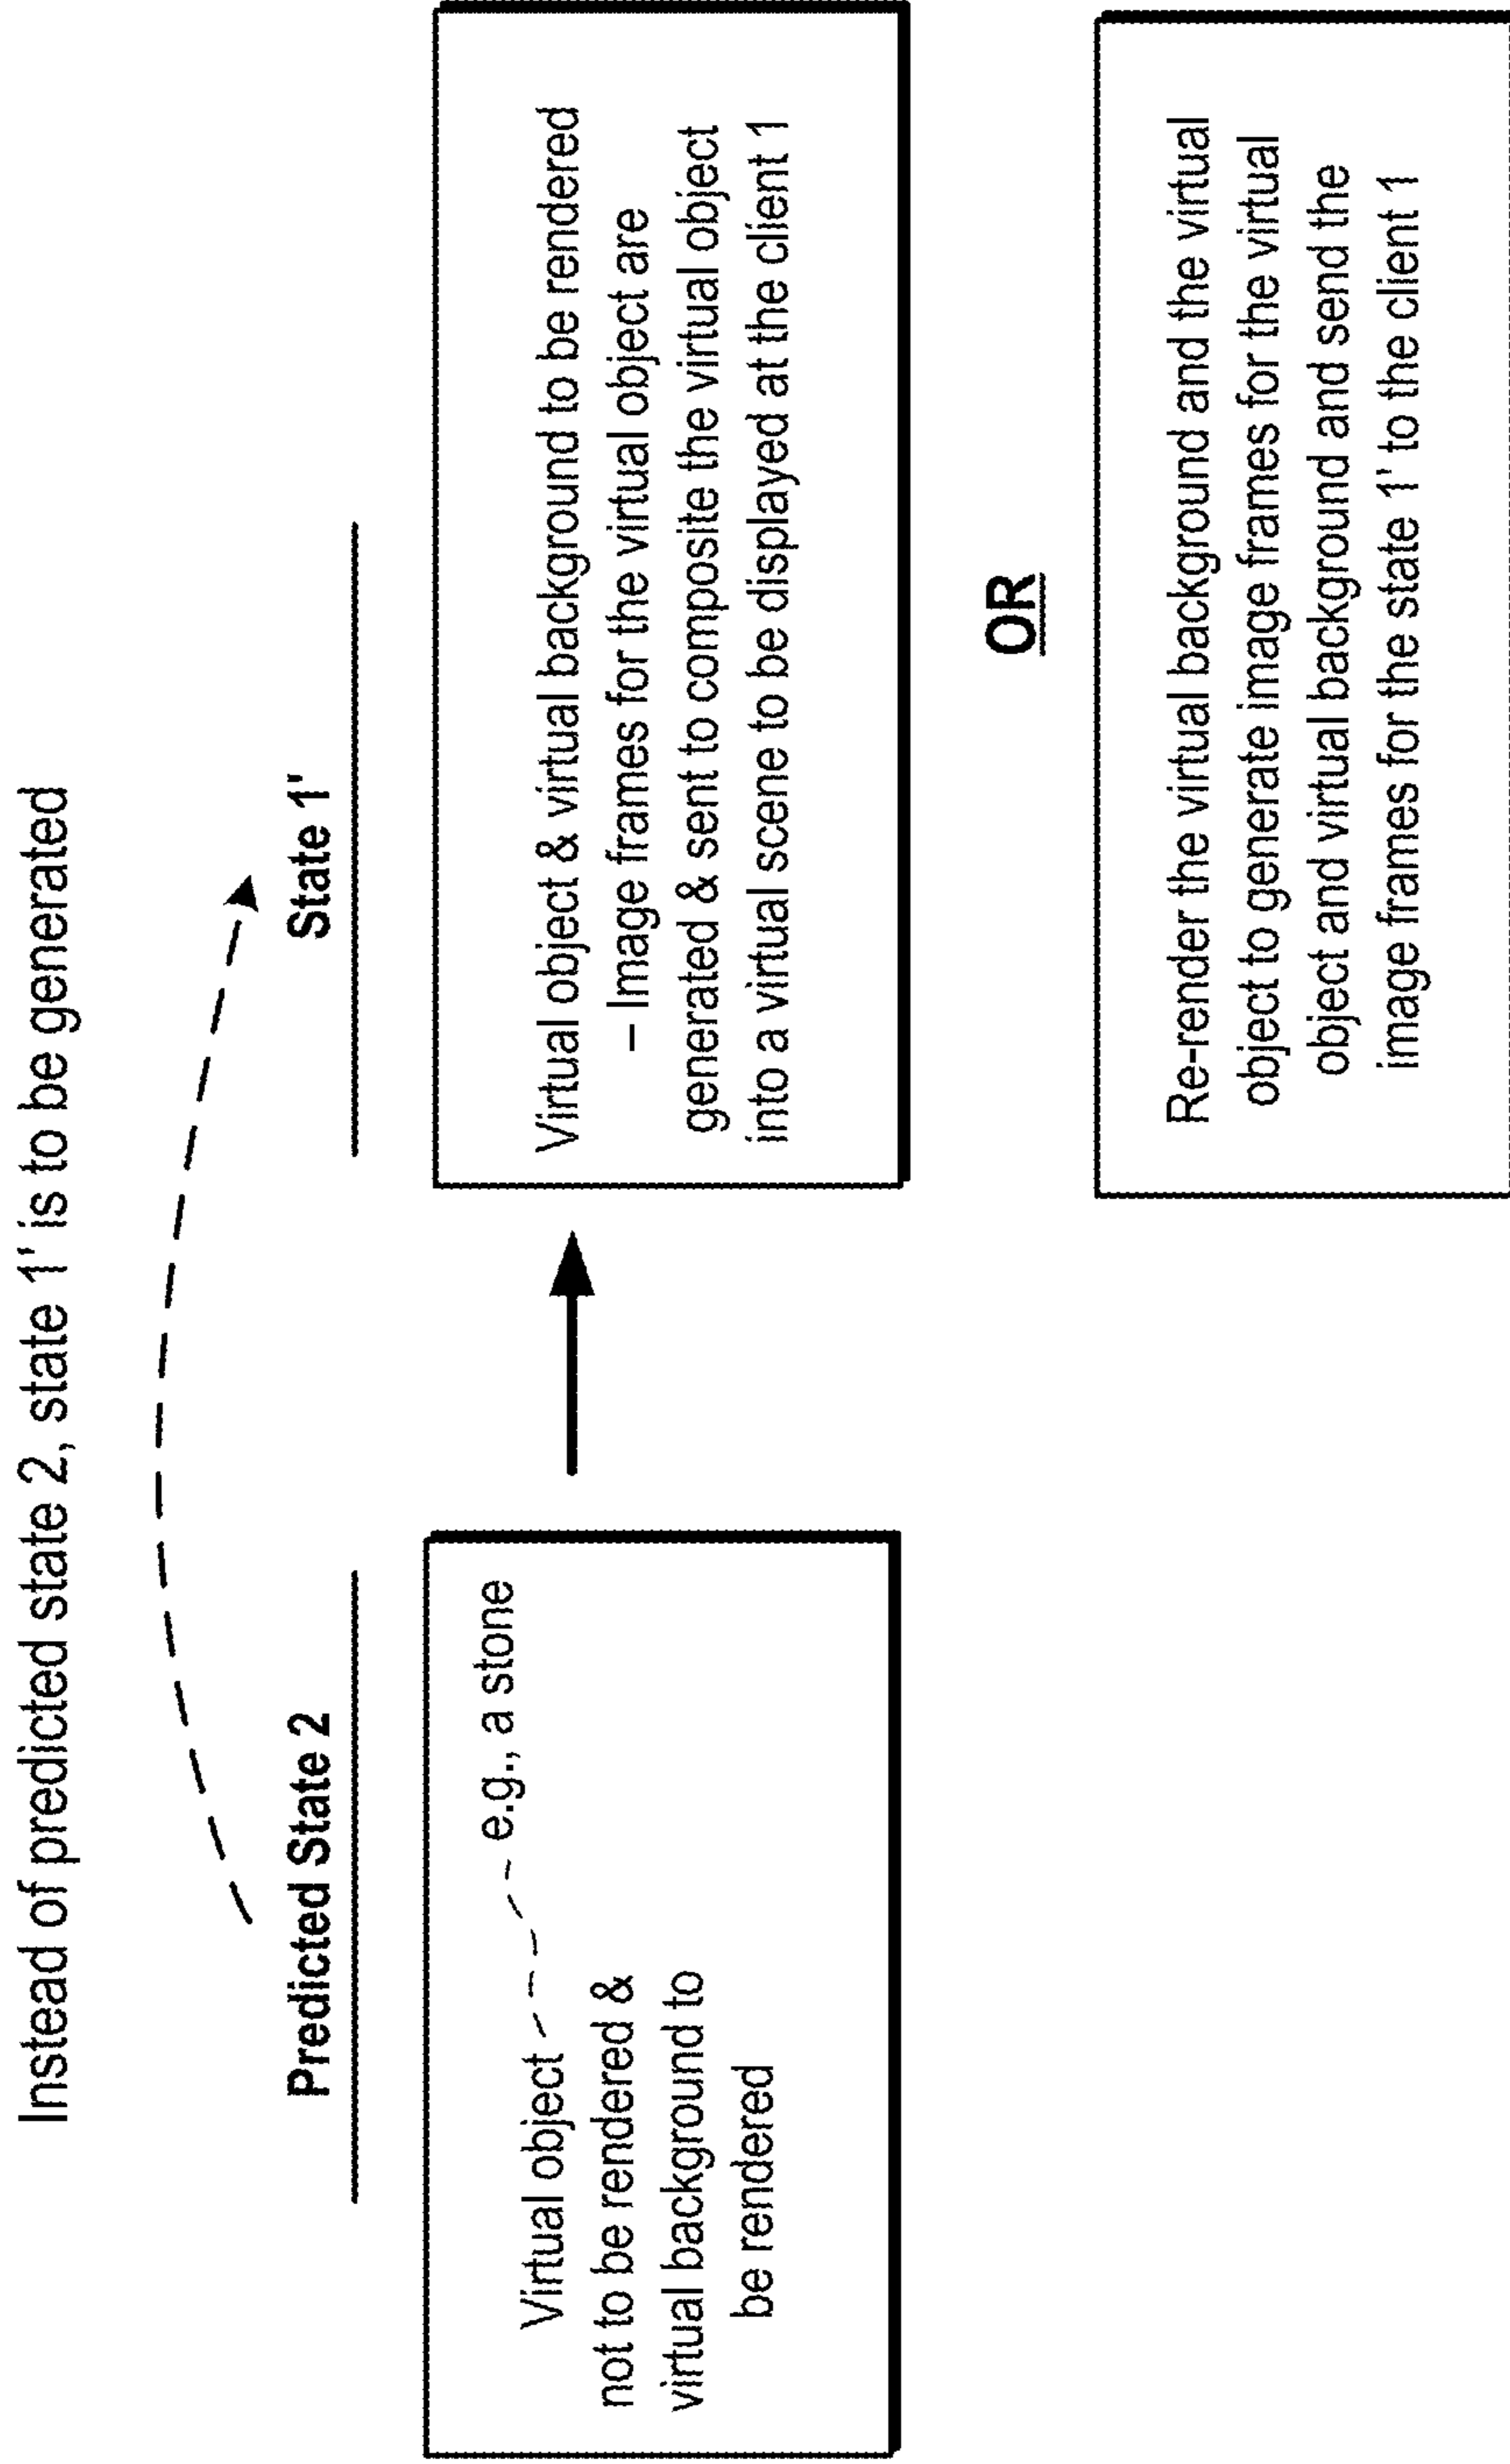 Instead of predicted state 2, state 1' is to be generated
Predicted State 2
State 1'
Virtual object
e.g., a stone
not to be rendered &
virtual background to
be rendered
Virtual object & virtual background to be rendered
– Image frames for the virtual object are
generated & sent to composite the virtual object
into a virtual scene to be displayed at the client 1
OR
Re-render the virtual background and the virtual
object to generate image frames for the virtual
object and virtual background and send the
image frames for the state 1' to the client 1